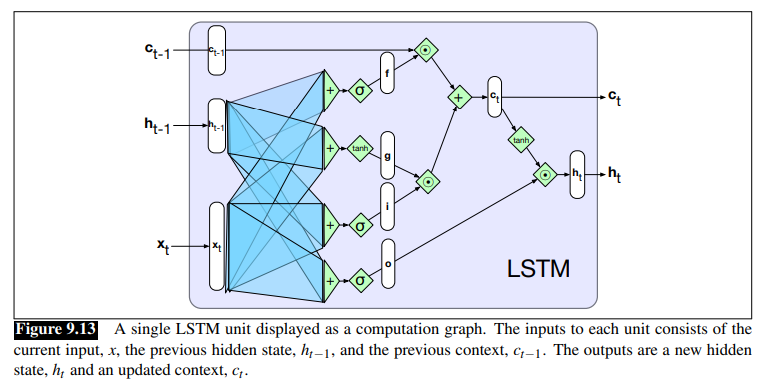 c_{t-1}
c_{t-1}
f
+
σ
+
c_t
c_t
h_{t-1}
h_{t-1}
+
tanh
g
tanh
h_t
h_t
i
+
σ
x_t
x_t
o
+
σ
LSTM
Figure 9.13 A single LSTM unit displayed as a computation graph. The inputs to each unit consists of the
current input, x, the previous hidden state, h_{t−1}, and the previous context, c_{t−1}. The outputs are a new hidden
state, h_t and an updated context, c_t.